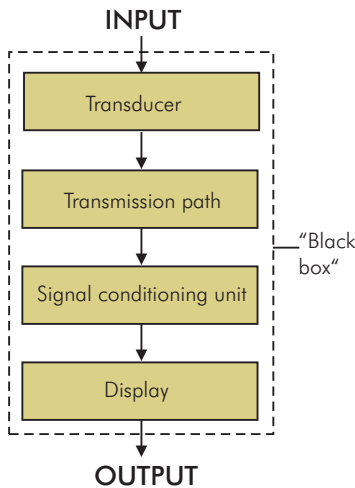 INPUT
Transducer
Transmission path
“Black
box“
Signal conditioning unit
Display
OUTPUT